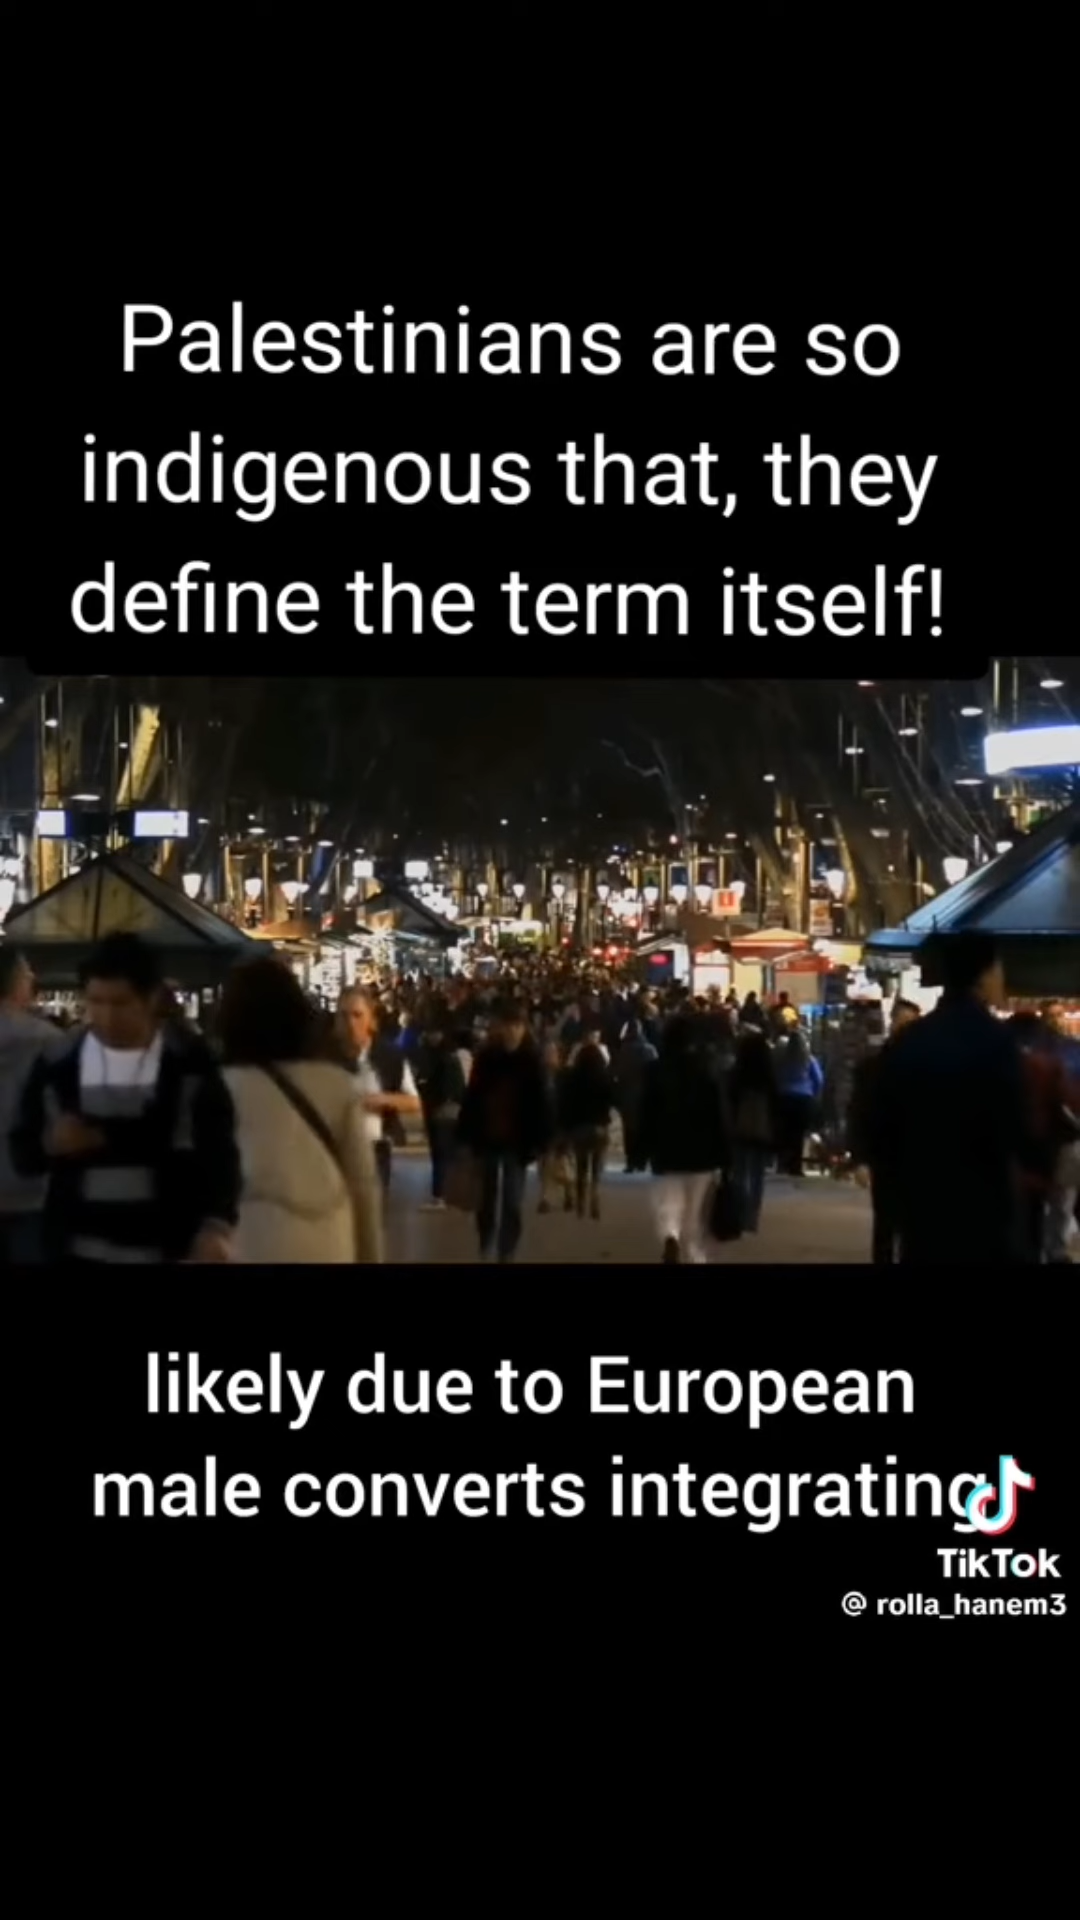 Palestinians are so
indigenous that, they
define the term itself!
likely due to European
male converts integrating
TikTok
@ rolla_hanem3